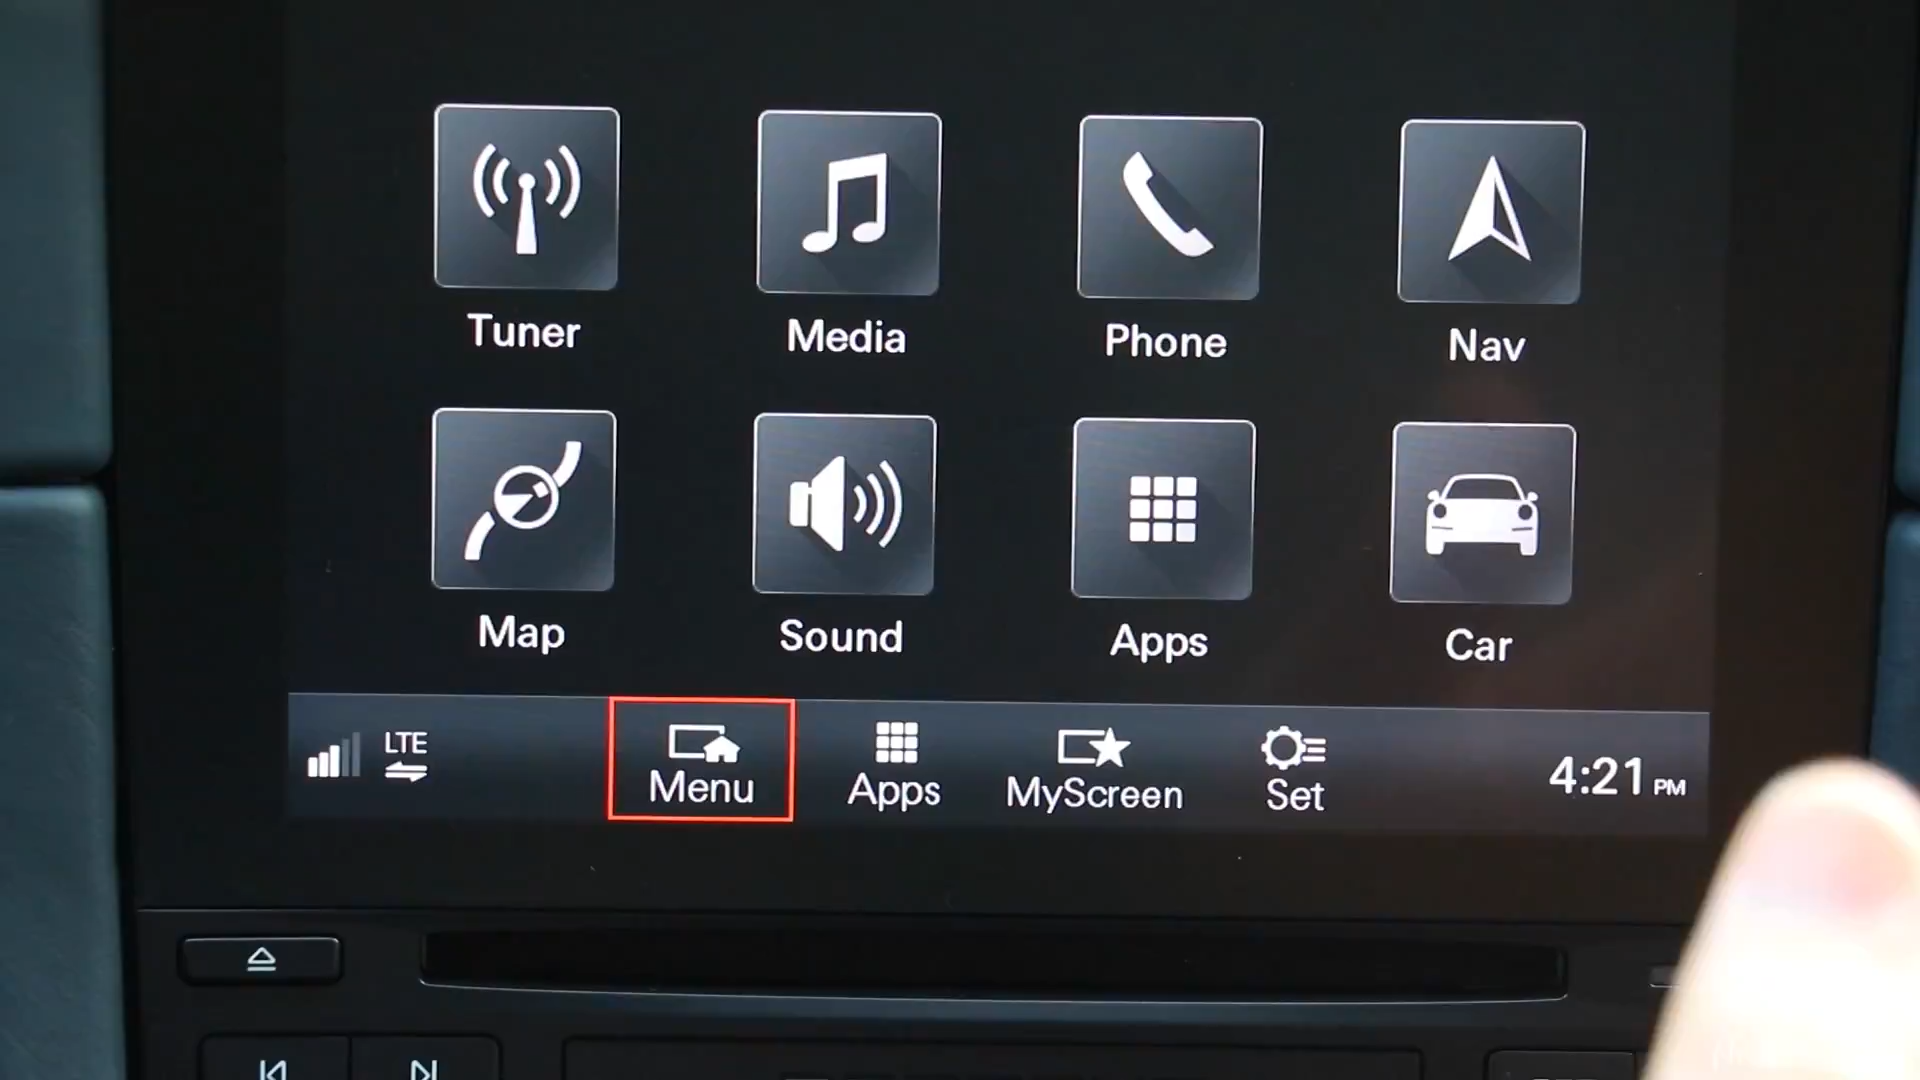 Tuner
Media
Phone
Nav
Map
Sound
Apps
Car
LTE
Menu
Apps
MyScreen
Set
4:21 PM